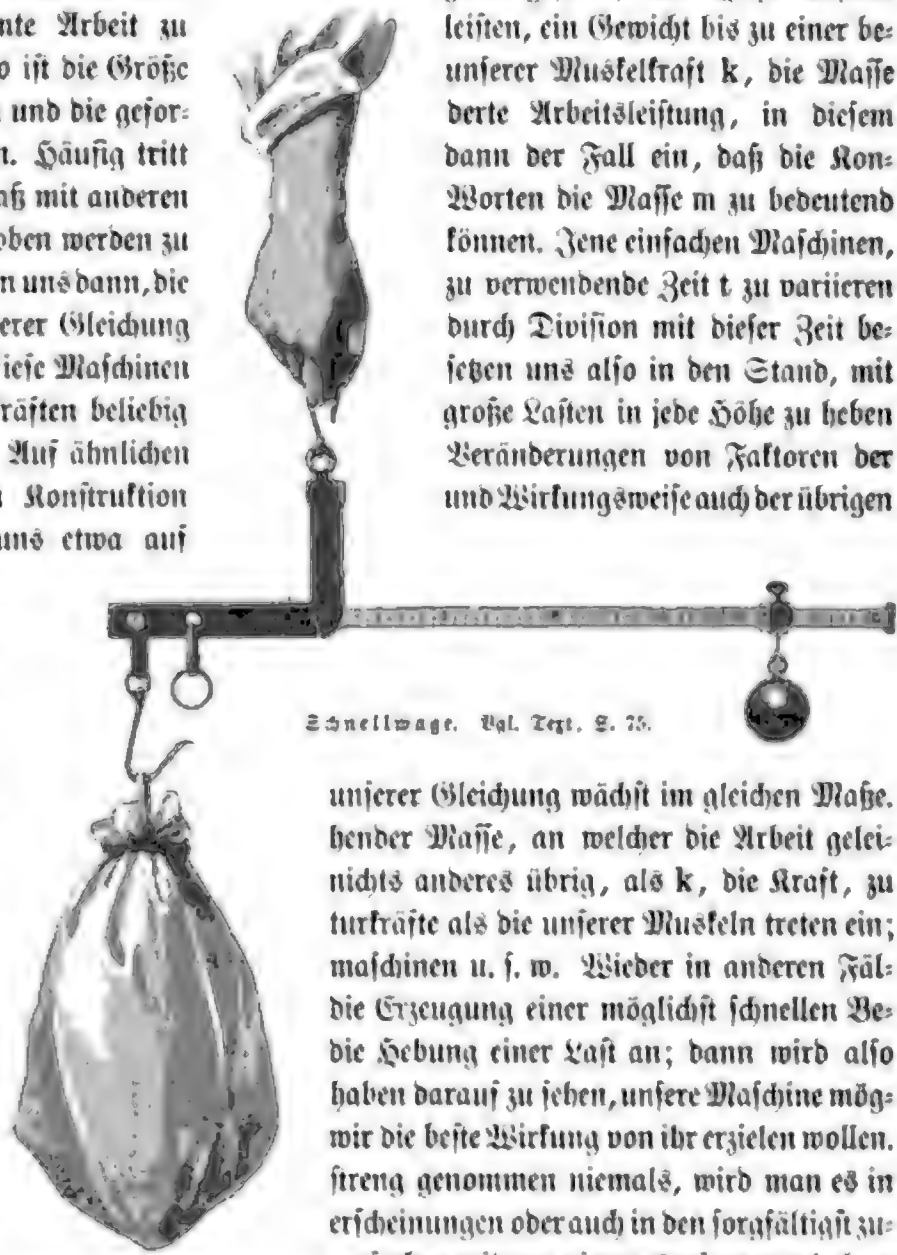 nte Arbeit zu
o ist die Größe
und die gefor-
n. Häufig tritt
aß mit anderen
oben werden zu
n uns dann, die
erer Gleichung
iese Maschinen
räften beliebig
Auf ähnlichen
Konstruktion
uns etwa auf
leisten, ein Gewicht bis zu einer be-
unserer Muskelkraft k, die Masse
derte Arbeitsleistung, in diesem
dann der Fall ein, daß die Kon-
Worten die Masse m zu bedeutend
können. Jene einfachen Maschinen,
zu verwendende Zeit t zu variieren
durch Division mit dieser Zeit be-
setzen uns also in den Stand, mit
große Lasten in jede Höhe zu heben
Veränderungen von Faktoren der
und Wirkungsweise auch der übrigen
Schnellwage. Vgl. Text, S. 75.
unserer Gleichung wächst im gleichen Maße.
hender Masse, an welcher die Arbeit gelei-
nichts anderes übrig, als k, die Kraft, zu
turkräfte als die unserer Muskeln treten ein;
maschinen u. s. w. Wieder in anderen Fäl-
die Erzeugung einer möglichst schnellen Be-
die Hebung einer Last an; dann wird also
haben darauf zu sehen, unsere Maschine mög-
wir die beste Wirkung von ihr erzielen wollen.
streng genommen niemals, wird man es in
erscheinungen oder auch in den sorgfältigst zu-